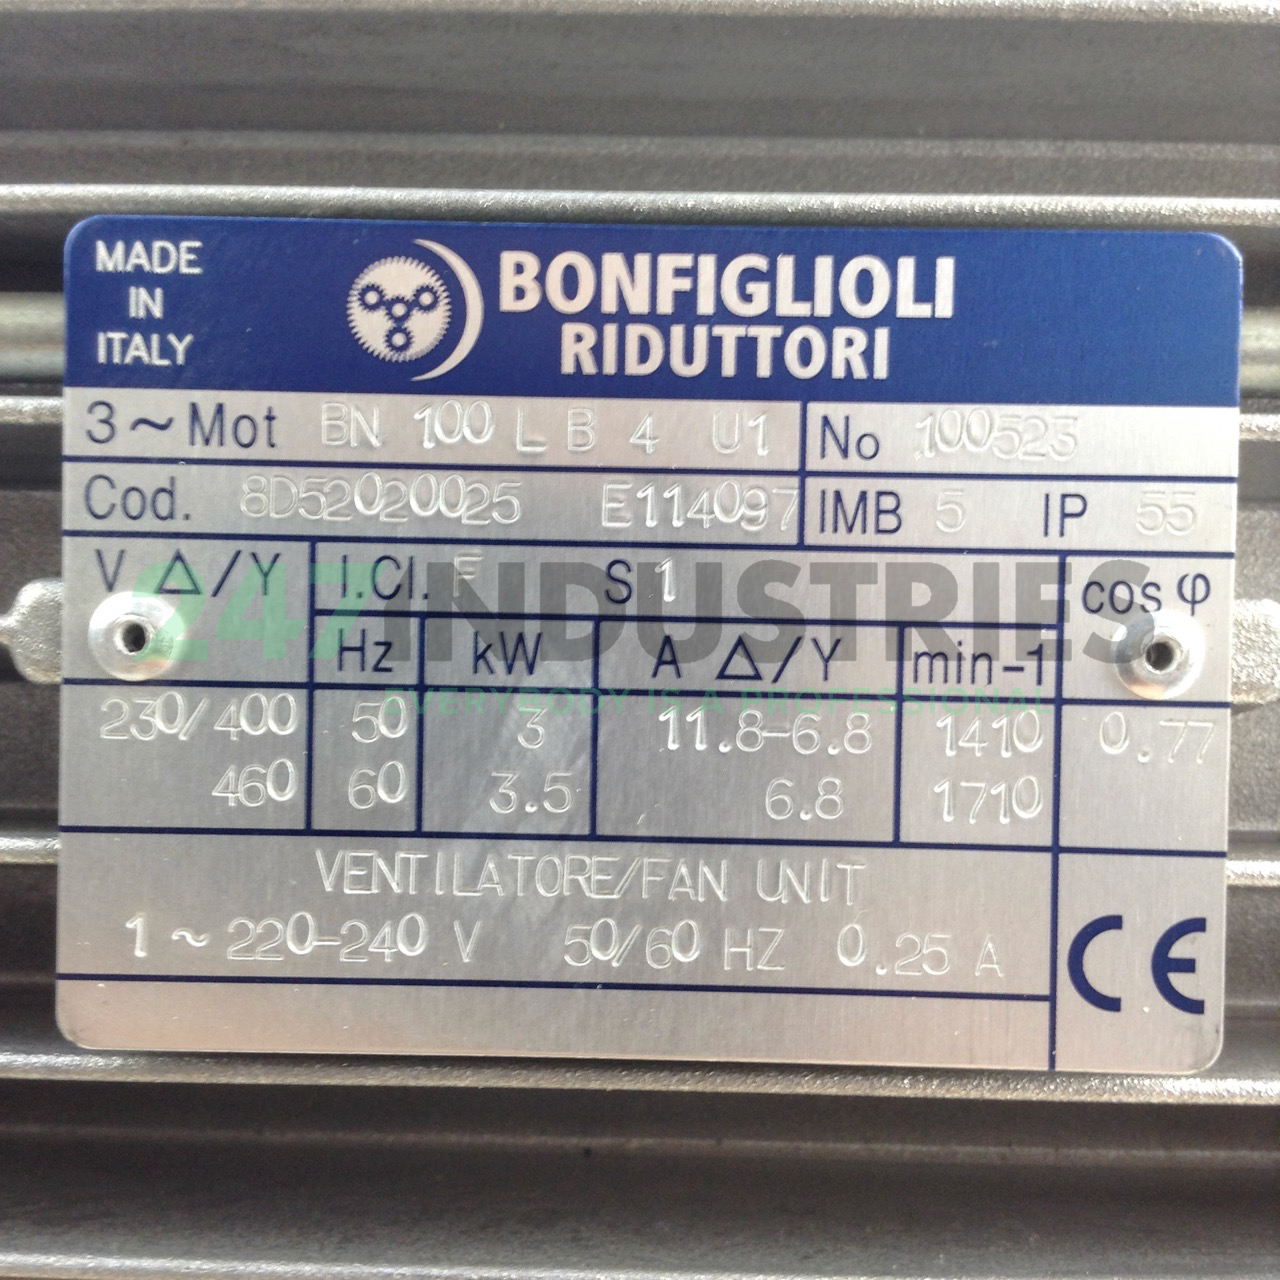 MADE
IN
ITALY
BONFIGLIOLI
RIDUTTORI
3~Mot BN 100 L B 4 U1 No 100523
Cod. 8D52020025 E114097 IMB 5 IP 55
V Δ/Y I.Cl. F S 1 cos φ
Hz kW A Δ/Y min-1
230/400 50 3 11.8-6.8 1410 0.77
460 60 3.5 6.8 1710
VENTILATORE/FAN UNIT
1 ~ 220-240 V 50/60 HZ 0.25 A
CE
247INDUSTRIES
EVERYBODY IS A PROFESSIONAL